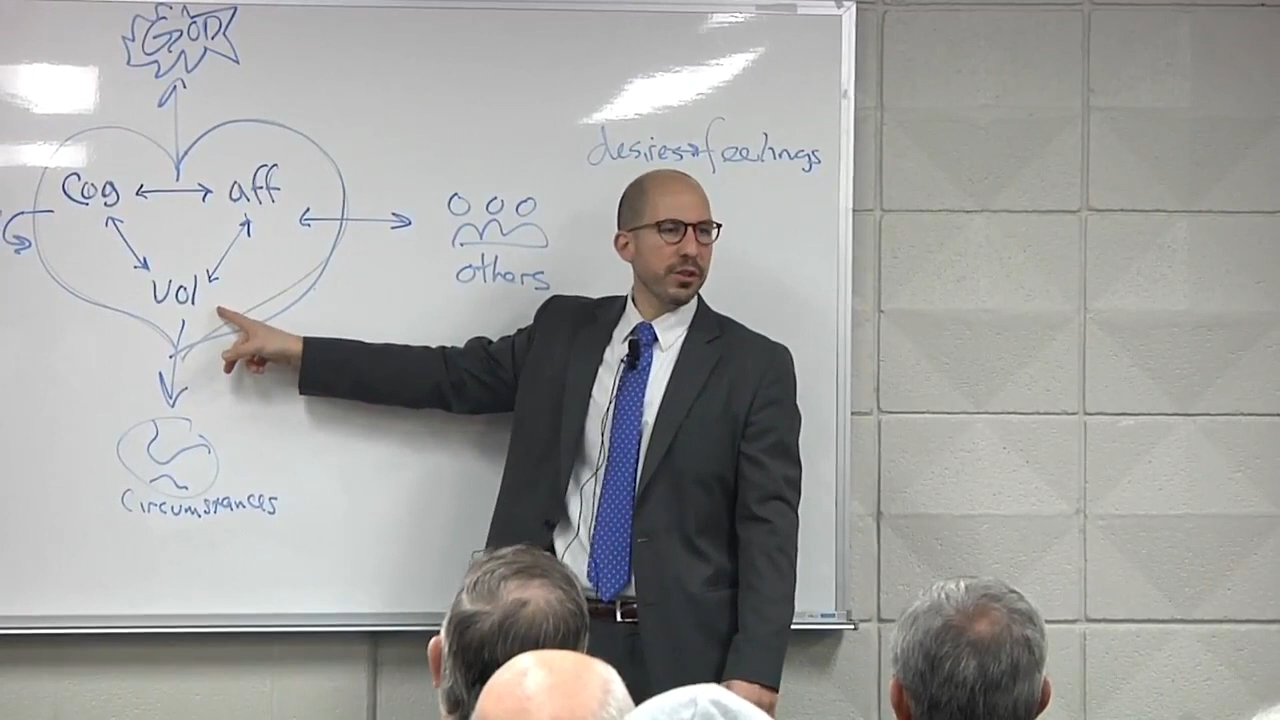 GOD
desires→feelings
cog ↔ aff
vol
others
Circumstances